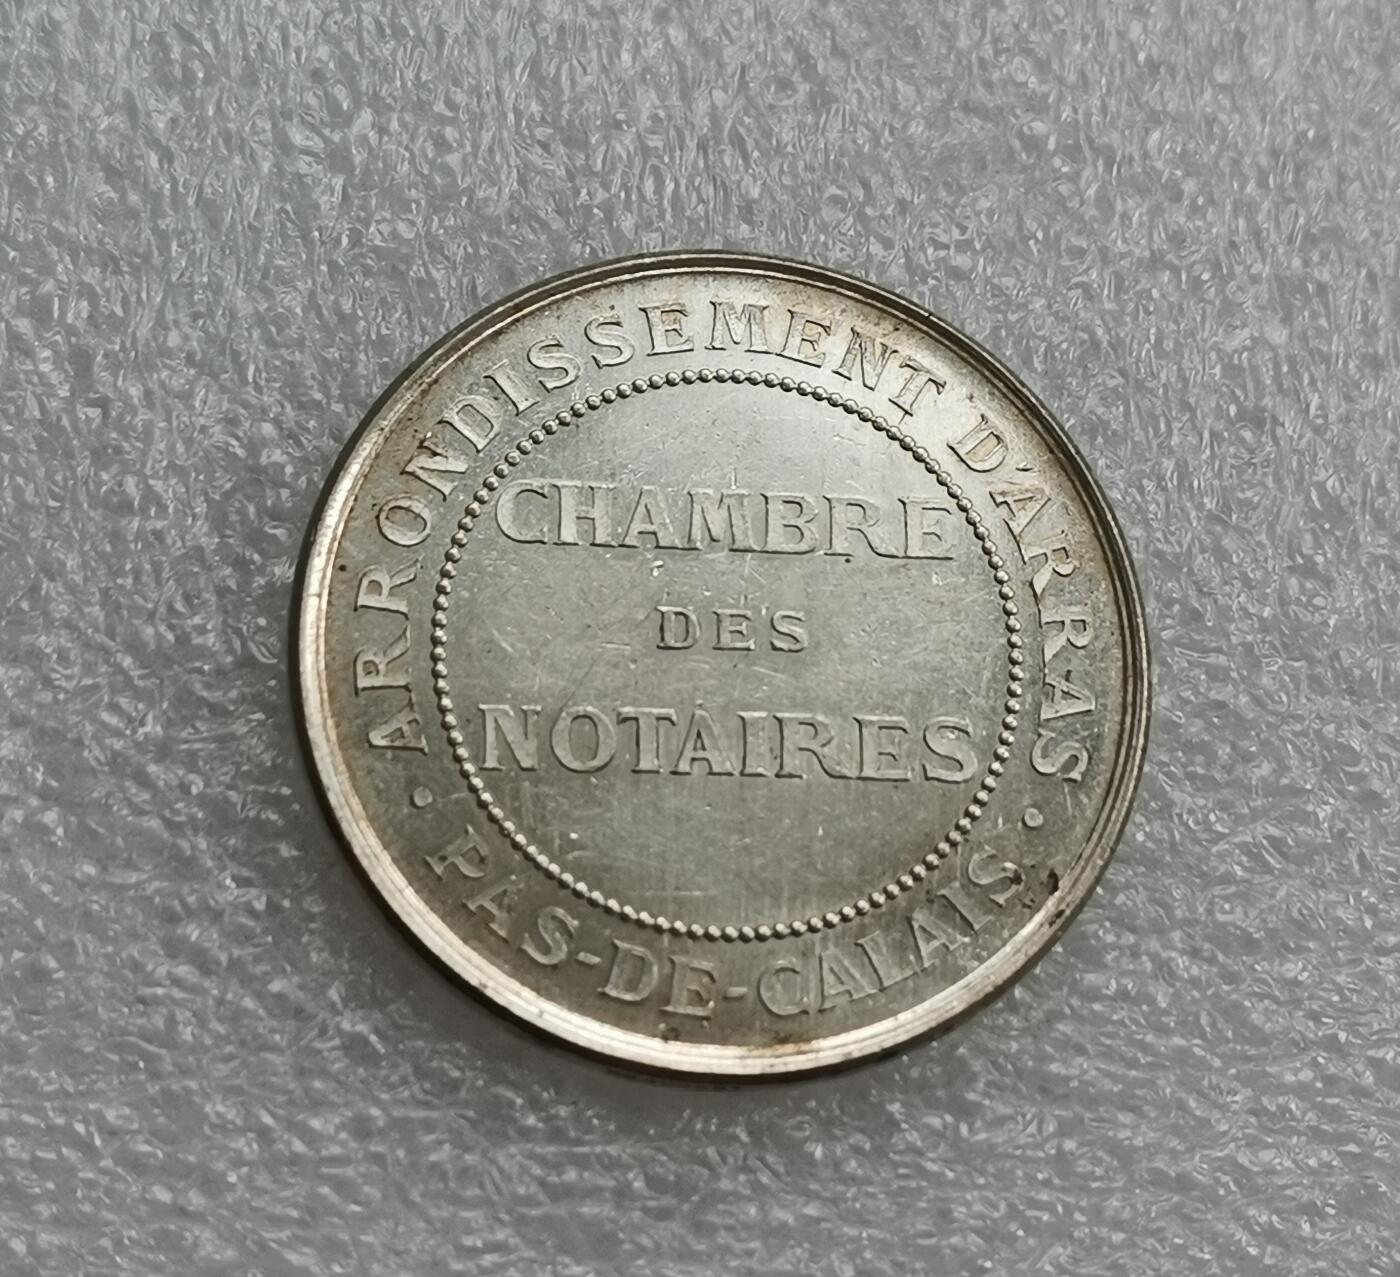 ARRONDISSEMENT D'ARRAS
CHAMBRE
DES
NOTAIRES
· PAS-DE-CALAIS ·